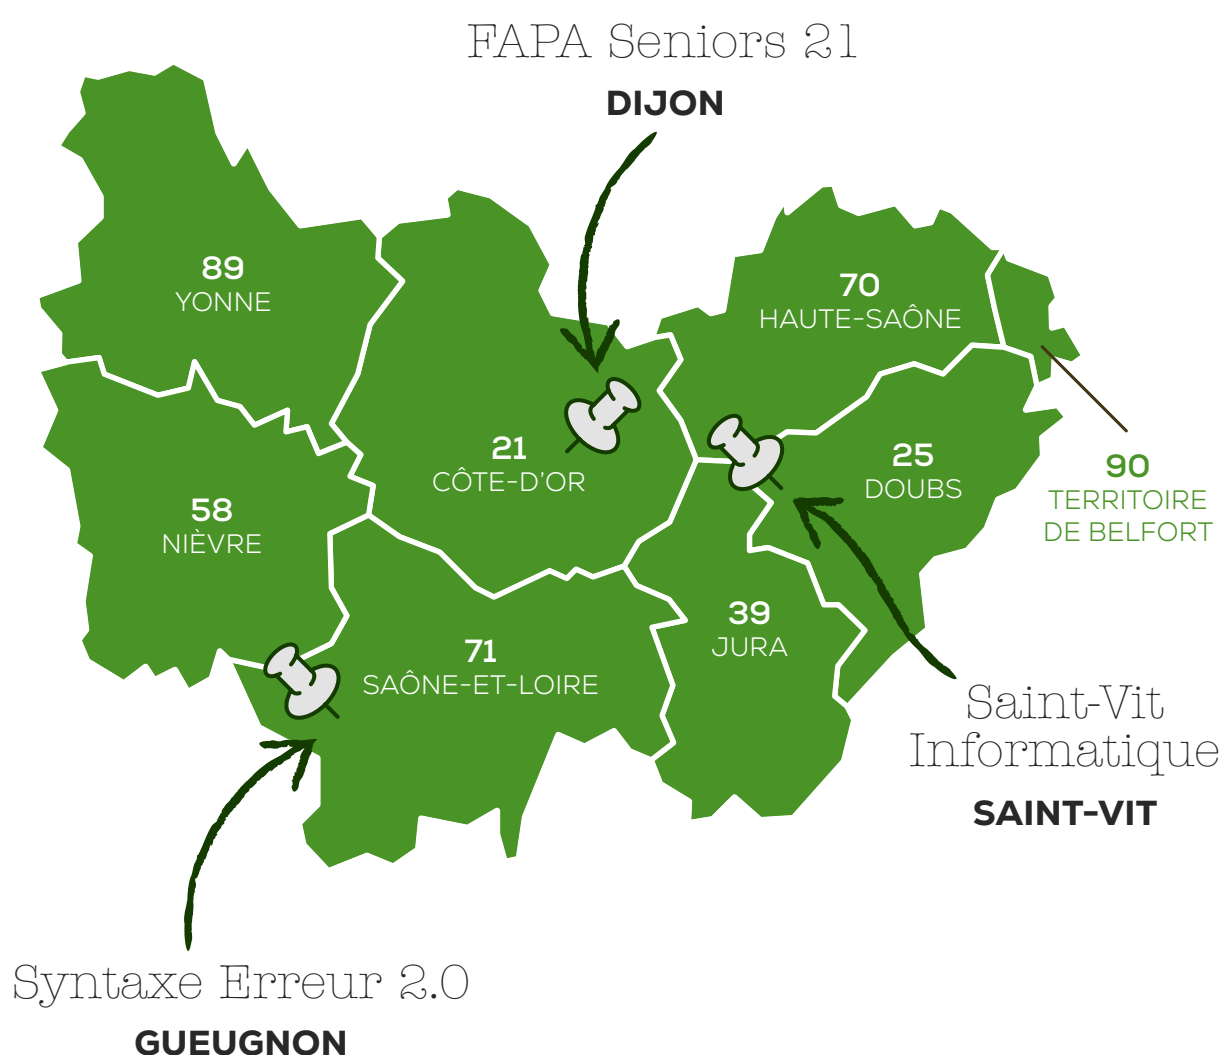 FAPA Seniors 21
DIJON
89
YONNE
70
HAUTE-SAÔNE
21
CÔTE-D'OR
25
DOUBS
90
TERRITOIRE
DE BELFORT
58
NIÈVRE
39
JURA
71
SAÔNE-ET-LOIRE
Saint-Vit
Informatique
SAINT-VIT
Syntaxe Erreur 2.0
GUEUGNON